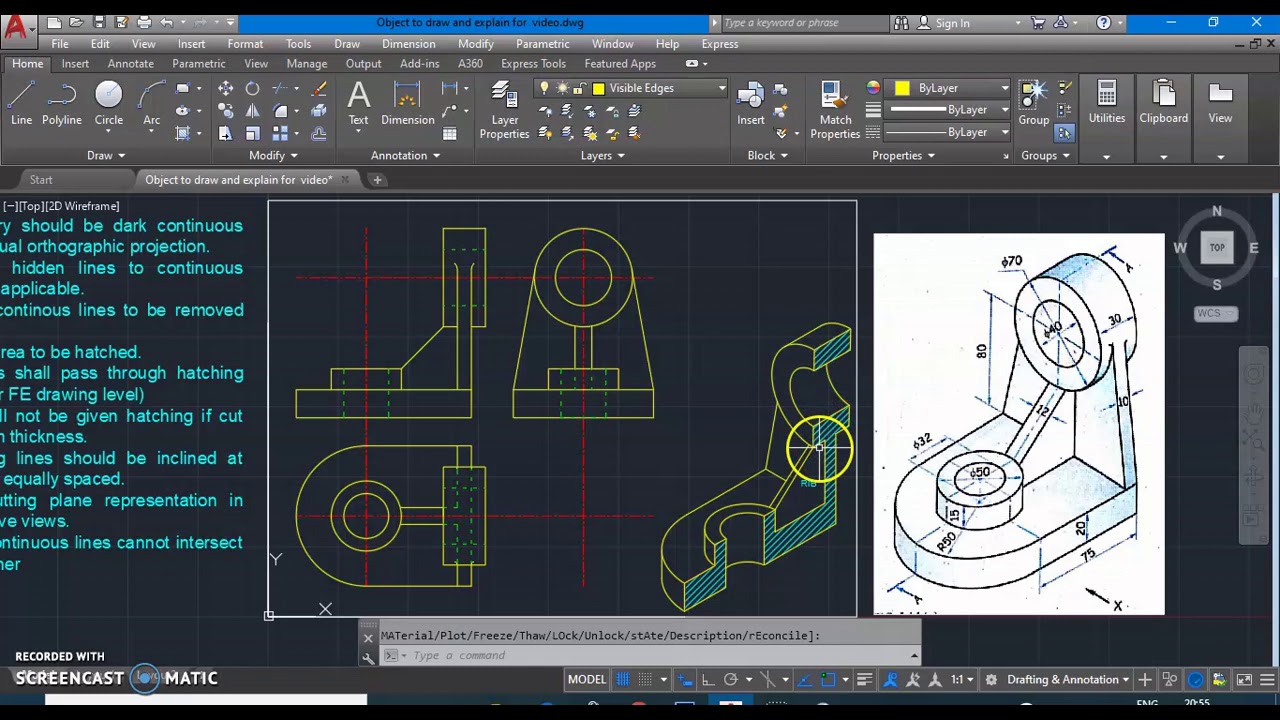 Object to draw and explain for video.dwg
Type a keyword or phrase
Sign In
File Edit View Insert Format Tools Draw Dimension Modify Parametric Window Help Express
Home Insert Annotate Parametric View Manage Output Add-ins A360 Express Tools Featured Apps
Line Polyline Circle Arc
Text Dimension
Layer Properties
Visible Edges
Insert
Match Properties
ByLayer
ByLayer
ByLayer
Group
Utilities
Clipboard
View
Draw Modify Annotation Layers Block Properties Groups
Start
Object to draw and explain for video*
[−][Top][2D Wireframe]
ry should be dark continuous
ual orthographic projection.
hidden lines to continuous
applicable.
continous lines to be removed
rea to be hatched.
s shall pass through hatching
r FE drawing level)
ll not be given hatching if cut
n thickness.
g lines should be inclined at
equally spaced.
utting plane representation in
ve views.
ontinuous lines cannot intersect
her
Y
X
RIB
ϕ70
A
ϕ40
30
80
10
12
ϕ32
ϕ50
15
R50
20
75
A
X
N
W TOP E
S
WCS
MATerial/Plot/Freeze/Thaw/LOck/Unlock/stAte/Description/rEconcile]:
Type a command
RECORDED WITH
SCREENCAST MATIC
MODEL
1:1
Drafting & Annotation
ENG
20:55